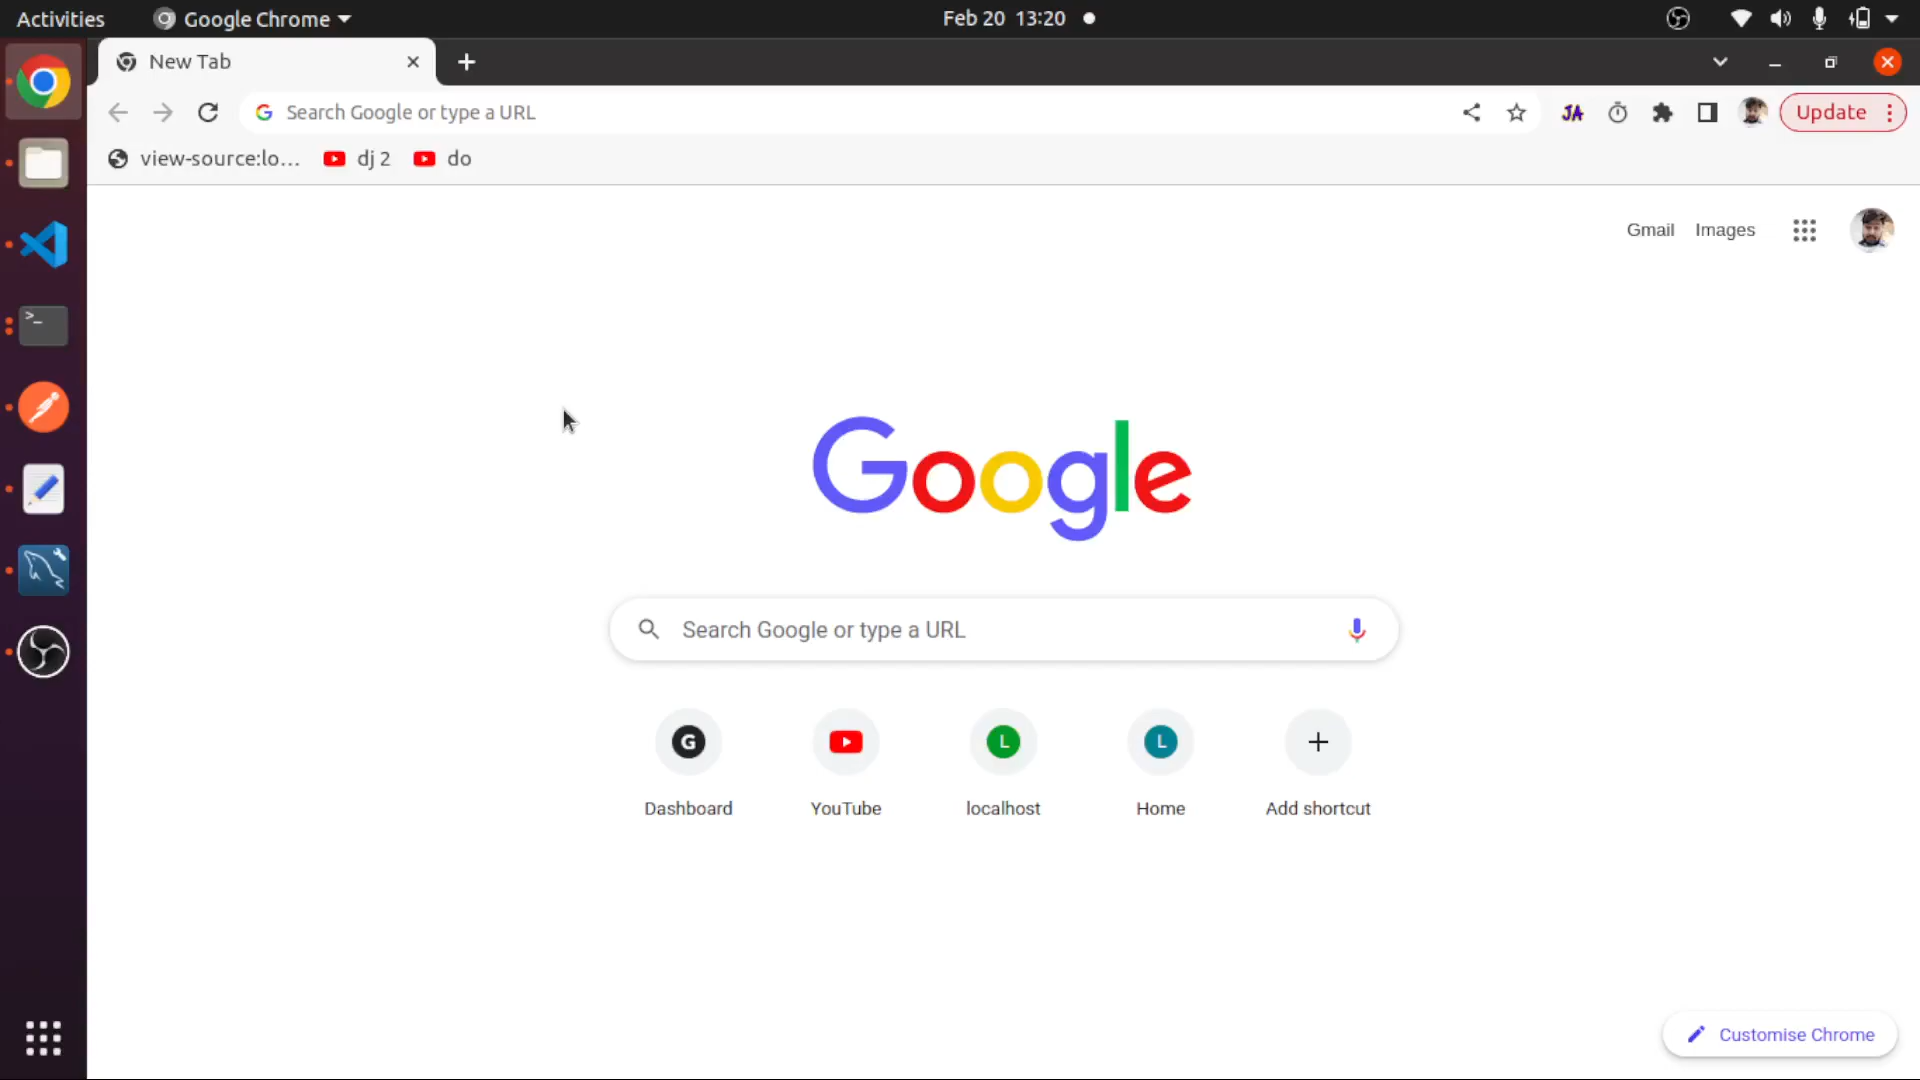 Activities Google Chrome Feb 20 13:20
New Tab
Search Google or type a URL JA Update
view-source:lo... dj 2 do
Gmail Images
Google
Search Google or type a URL
G L L
Dashboard YouTube localhost Home Add shortcut
Customise Chrome